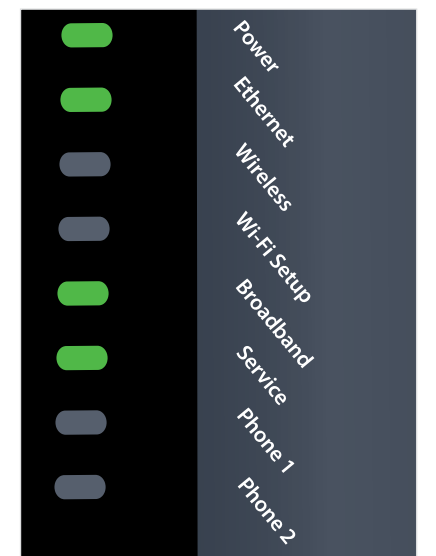 Power
Ethernet
Wireless
Wi-Fi Setup
Broadband
Service
Phone 1
Phone 2